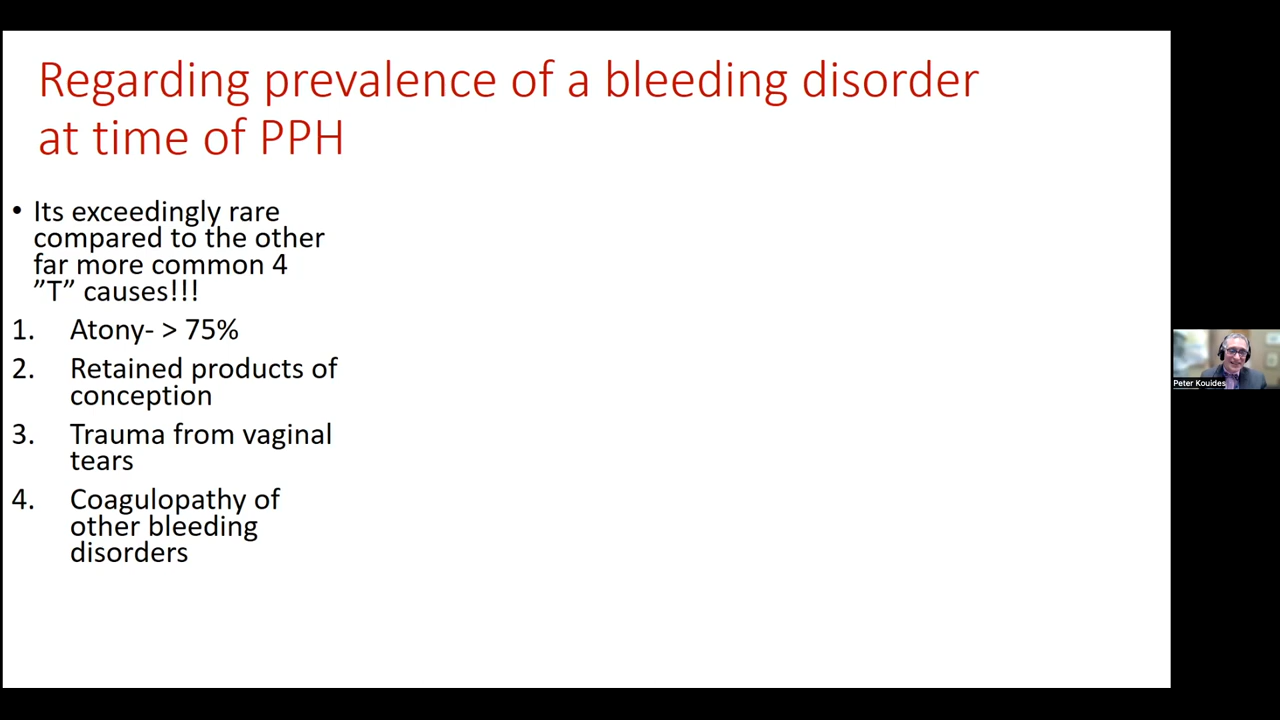 Regarding prevalence of a bleeding disorder
at time of PPH
• Its exceedingly rare
compared to the other
far more common 4
”T” causes!!!
1. Atony- > 75%
2. Retained products of
conception
3. Trauma from vaginal
tears
4. Coagulopathy of
other bleeding
disorders
Peter Kouides